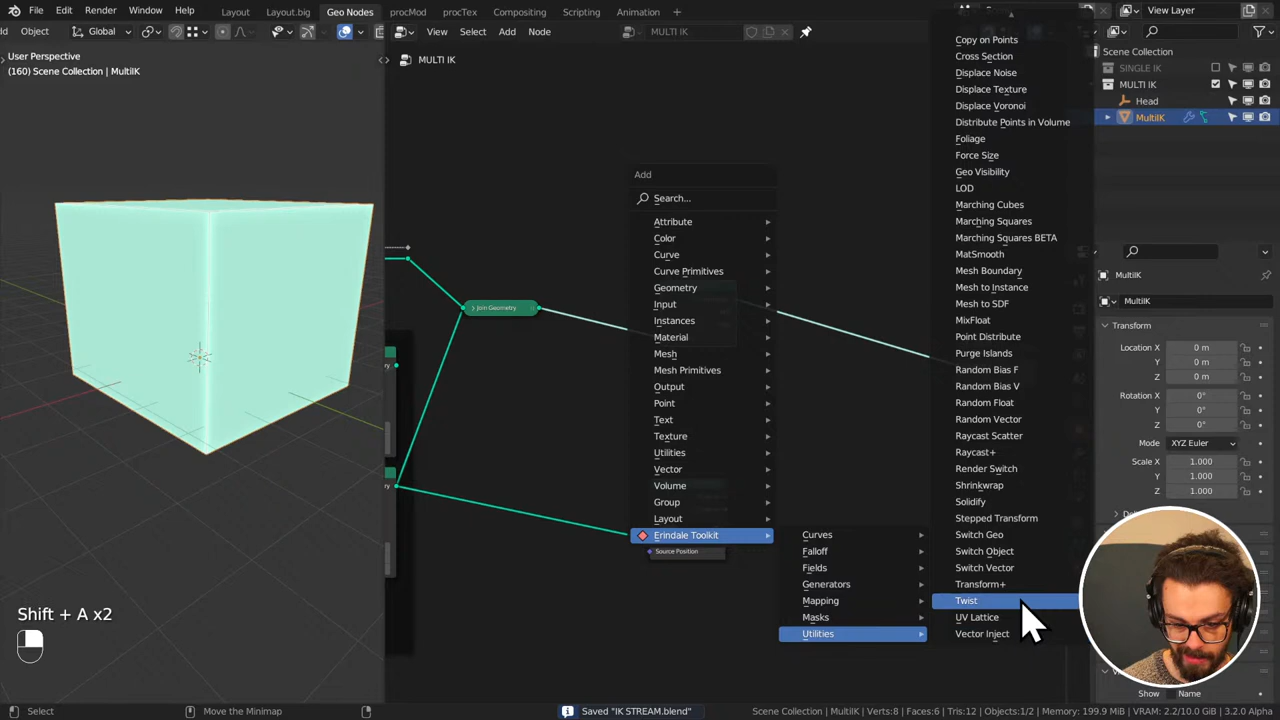 File Edit Render Window Help Layout Layout.big Geo Nodes procMod procTex Compositing Scripting Animation + View Layer
Object Global View Select Add Node MULTI IK
User Perspective
(160) Scene Collection | MultiIK
MULTI IK
Join Geometry
Add
Search...
Attribute
Color
Curve
Curve Primitives
Geometry
Input
Instances
Material
Mesh
Mesh Primitives
Output
Point
Text
Texture
Utilities
Vector
Volume
Group
Layout
Erindale Toolkit
Source Position
Curves
Falloff
Fields
Generators
Mapping
Masks
Utilities
Copy on Points
Cross Section
Displace Noise
Displace Texture
Displace Voronoi
Distribute Points in Volume
Foliage
Force Size
Geo Visibility
LOD
Marching Cubes
Marching Squares
Marching Squares BETA
MatSmooth
Mesh Boundary
Mesh to Instance
Mesh to SDF
MixFloat
Point Distribute
Purge Islands
Random Bias F
Random Bias V
Random Float
Random Vector
Raycast Scatter
Raycast+
Render Switch
Shrinkwrap
Solidify
Stepped Transform
Switch Geo
Switch Object
Switch Vector
Transform+
Twist
UV Lattice
Vector Inject
Scene Collection
SINGLE IK
MULTI IK
Head
MultiIK
MultiIK
MultiIK
Transform
Location X 0 m
Y 0 m
Z 0 m
Rotation X 0°
Y 0°
Z 0°
Mode XYZ Euler
Scale X 1.000
Y 1.000
Z 1.000
Show Name
Shift + A x2
Select Move the Minimap Saved "IK STREAM.blend" Scene Collection | MultiIK | Verts:8 | Faces:6 | Tris:12 | Objects:1/2 | Memory: 199.9 MiB | VRAM: 2.2/10.0 GiB | 3.2.0 Alpha